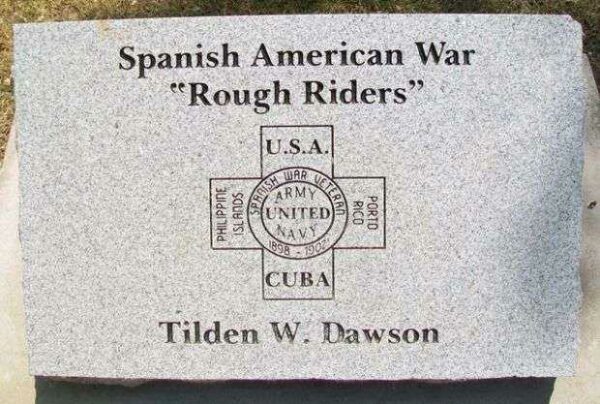 Spanish American War
"Rough Riders"
U.S.A.
SPANISH WAR VETERAN
ARMY
PHILIPPINE
ISLANDS
UNITED
PORTO
RICO
NAVY
1898 - 1902
CUBA
Tilden W. Dawson